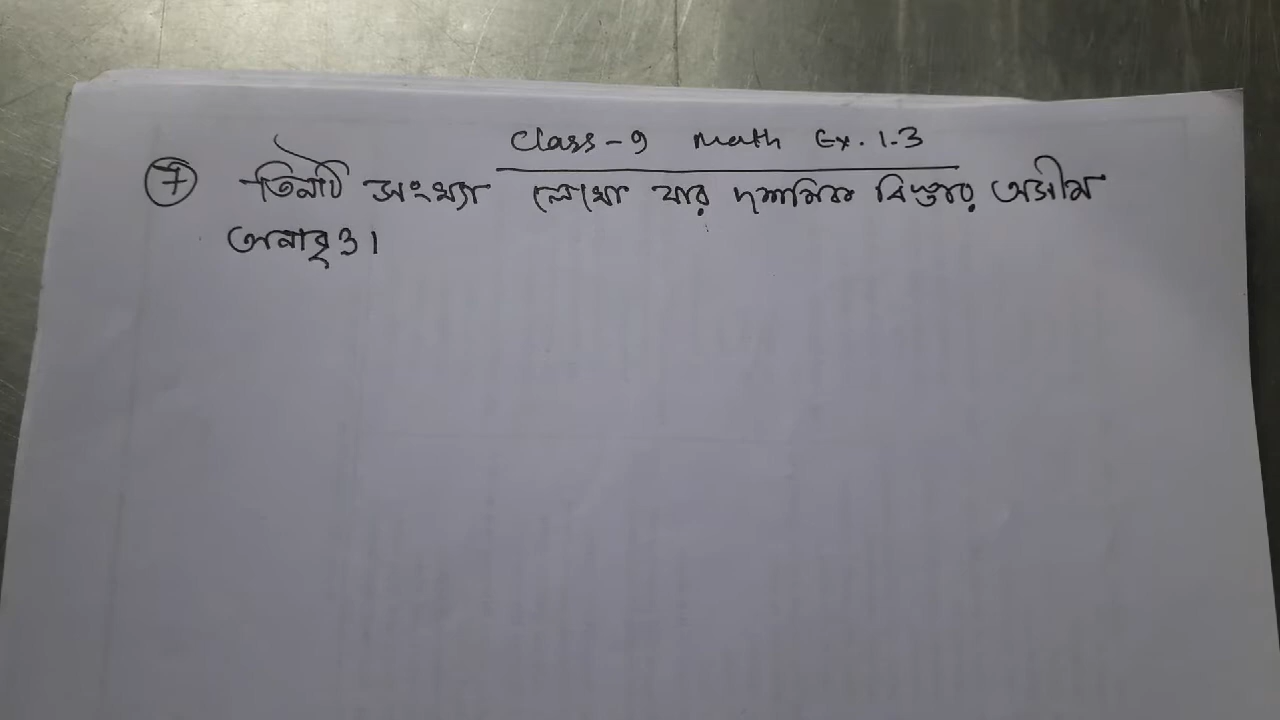 Class-9 Math Ex. 1.3
⑦ তিনটি সংখ্যা লেখো যার দশমিক বিস্তার অসীম
অনাবৃত।